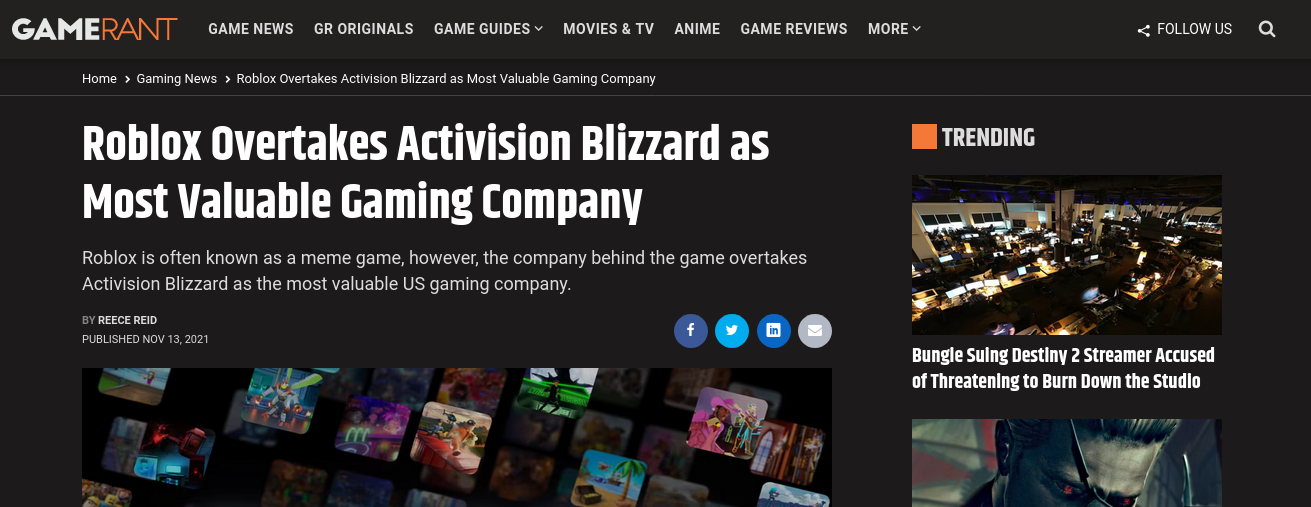 GAMERANT
GAME NEWS GR ORIGINALS GAME GUIDES MOVIES & TV ANIME GAME REVIEWS MORE FOLLOW US
Home Gaming News Roblox Overtakes Activision Blizzard as Most Valuable Gaming Company
Roblox Overtakes Activision Blizzard as
Most Valuable Gaming Company
Roblox is often known as a meme game, however, the company behind the game overtakes
Activision Blizzard as the most valuable US gaming company.
BY REECE REID
PUBLISHED NOV 13, 2021
TRENDING
Bungie Suing Destiny 2 Streamer Accused
of Threatening to Burn Down the Studio